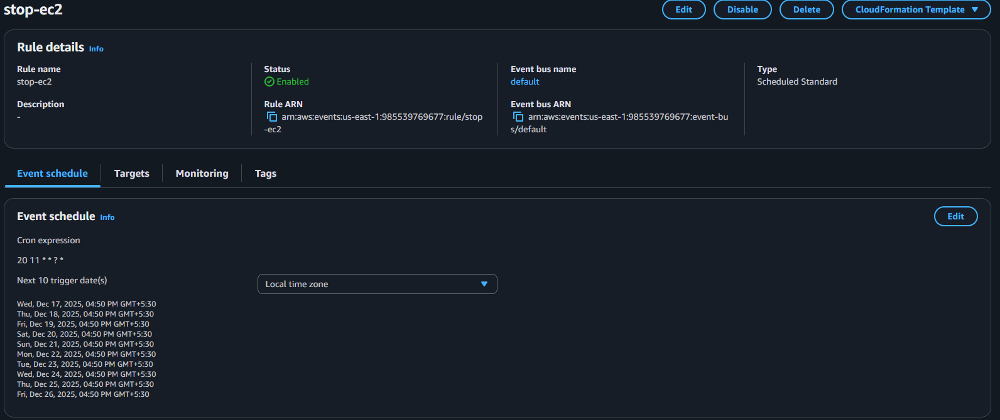 stop-ec2
Edit
Disable
Delete
CloudFormation Template
Rule details Info
Rule name
stop-ec2
Description
-
Status
Enabled
Rule ARN
arn:aws:events:us-east-1:985539769677:rule/stop
-ec2
Event bus name
default
Event bus ARN
arn:aws:events:us-east-1:985539769677:event-bu
s/default
Type
Scheduled Standard
Event schedule
Targets
Monitoring
Tags
Event schedule Info
Edit
Cron expression
20 11 * * ? *
Next 10 trigger date(s)
Local time zone
Wed, Dec 17, 2025, 04:50 PM GMT+5:30
Thu, Dec 18, 2025, 04:50 PM GMT+5:30
Fri, Dec 19, 2025, 04:50 PM GMT+5:30
Sat, Dec 20, 2025, 04:50 PM GMT+5:30
Sun, Dec 21, 2025, 04:50 PM GMT+5:30
Mon, Dec 22, 2025, 04:50 PM GMT+5:30
Tue, Dec 23, 2025, 04:50 PM GMT+5:30
Wed, Dec 24, 2025, 04:50 PM GMT+5:30
Thu, Dec 25, 2025, 04:50 PM GMT+5:30
Fri, Dec 26, 2025, 04:50 PM GMT+5:30